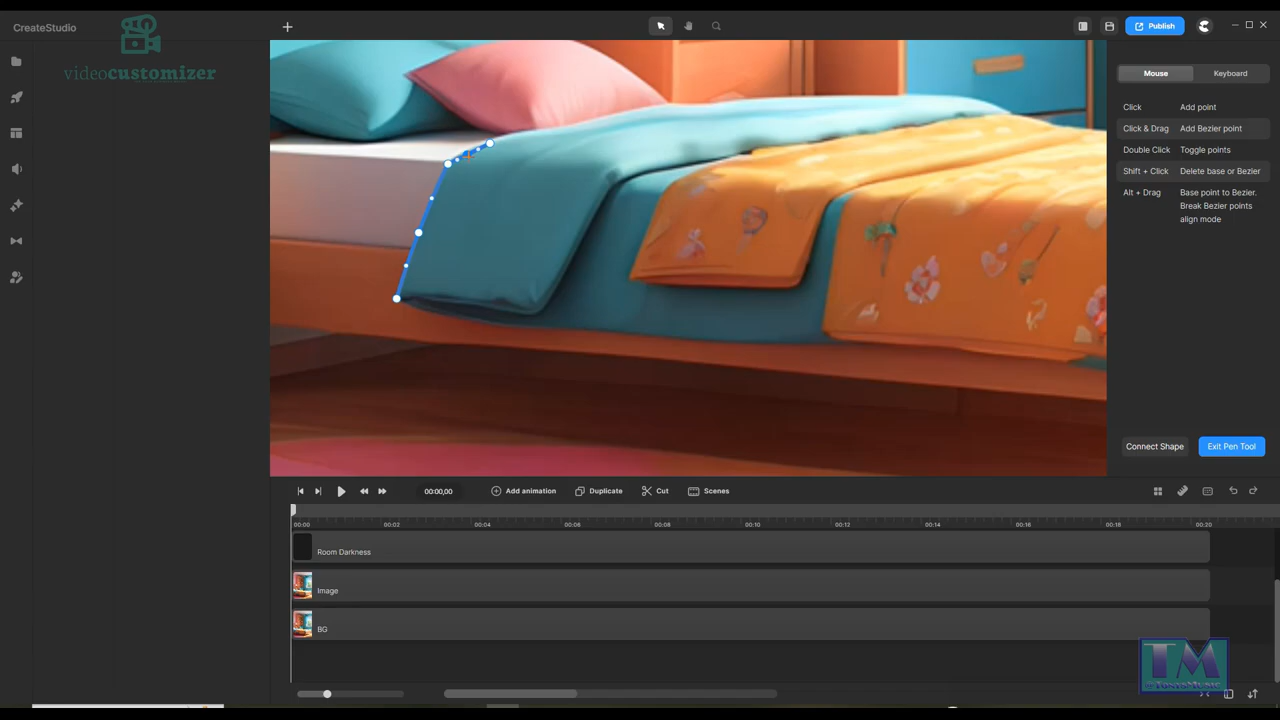 CreateStudio
videocustomizer
Publish
Mouse
Keyboard
Click
Add point
Click & Drag
Add Bezier point
Double Click
Toggle points
Shift + Click
Delete base or Bezier
Alt + Drag
Base point to Bezier.
Break Bezier points
align mode
Connect Shape
Exit Pen Tool
00:00,00
Add animation
Duplicate
Cut
Scenes
00:00
00:02
00:04
00:06
00:08
00:10
00:12
00:14
00:16
00:18
00:20
Room Darkness
Image
BG
TM